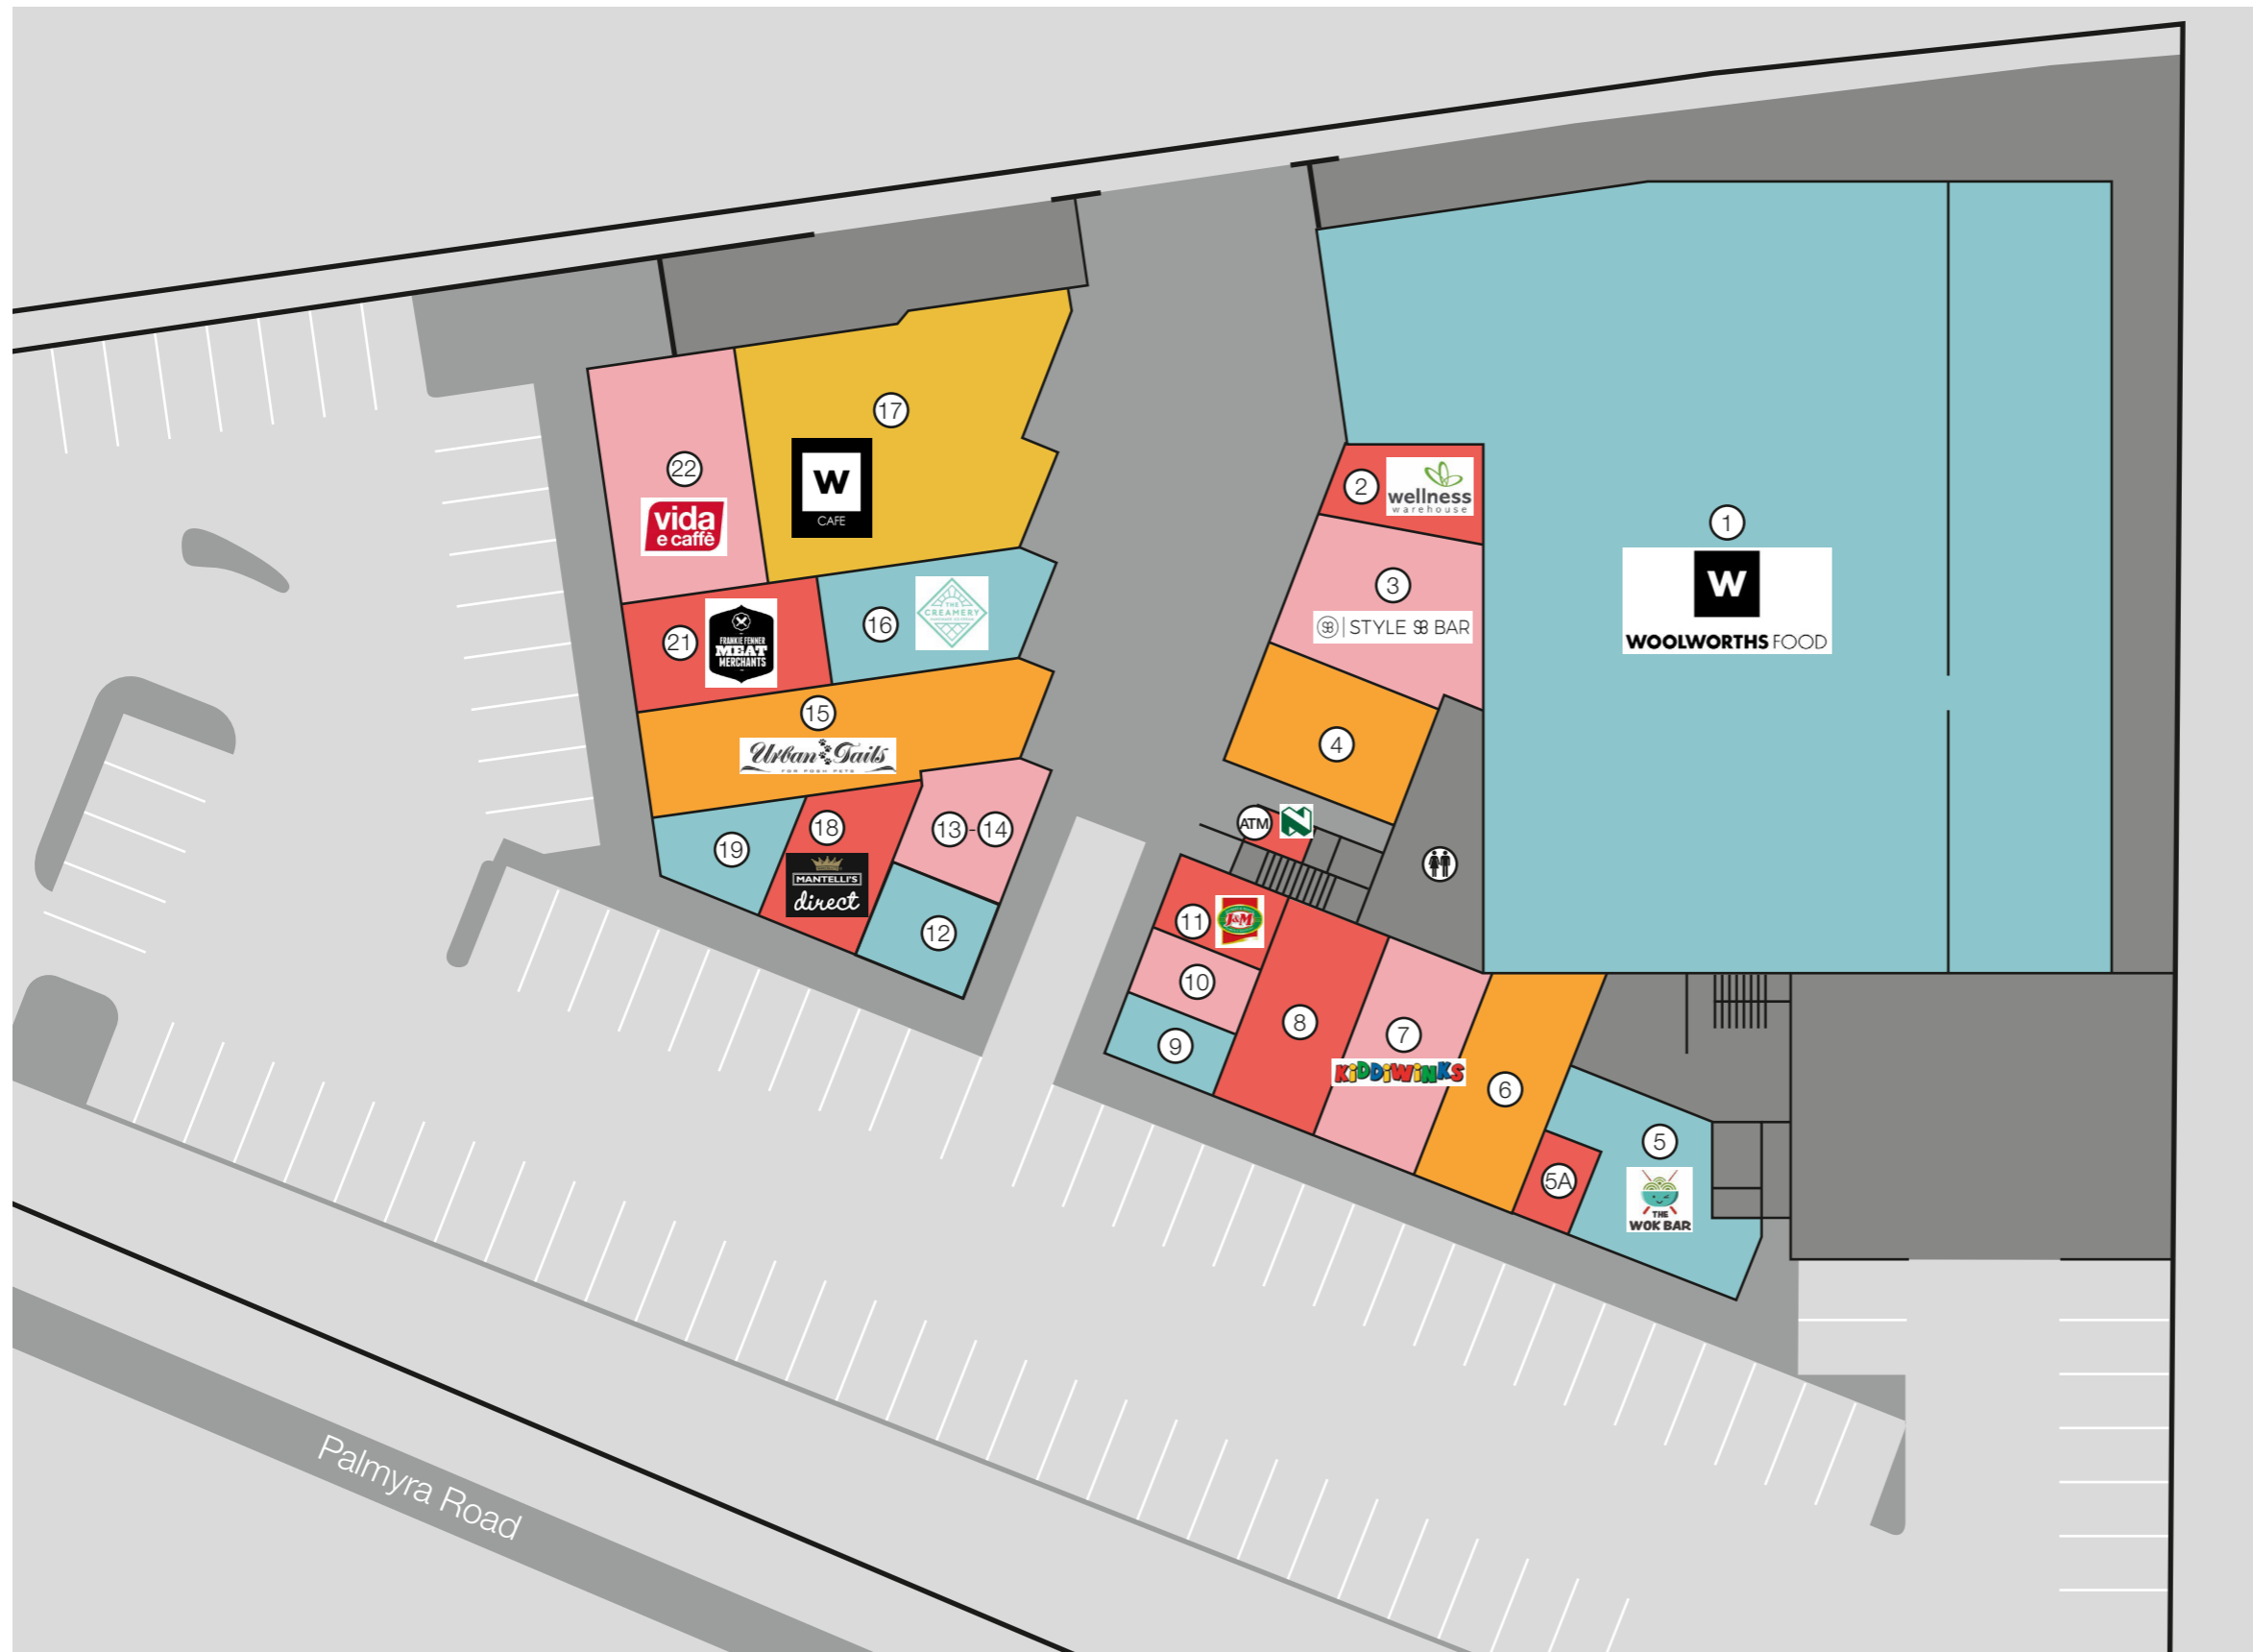 17
W
CAFE
22
vida
e caffè
2
wellness
warehouse
1
W
WOOLWORTHS FOOD
3
SB | STYLE SB BAR
16
THE
CREAMERY
21
FRANKIE FENNER
MEAT
MERCHANTS
15
Urban Tails
FOR POSH PETS
4
13 - 14
18
MANTELLI'S
direct
19
ATM
N
12
11
J&M
10
9
8
7
KiDDiWiNKS
6
5
THE
WOK BAR
5A
Palmyra Road